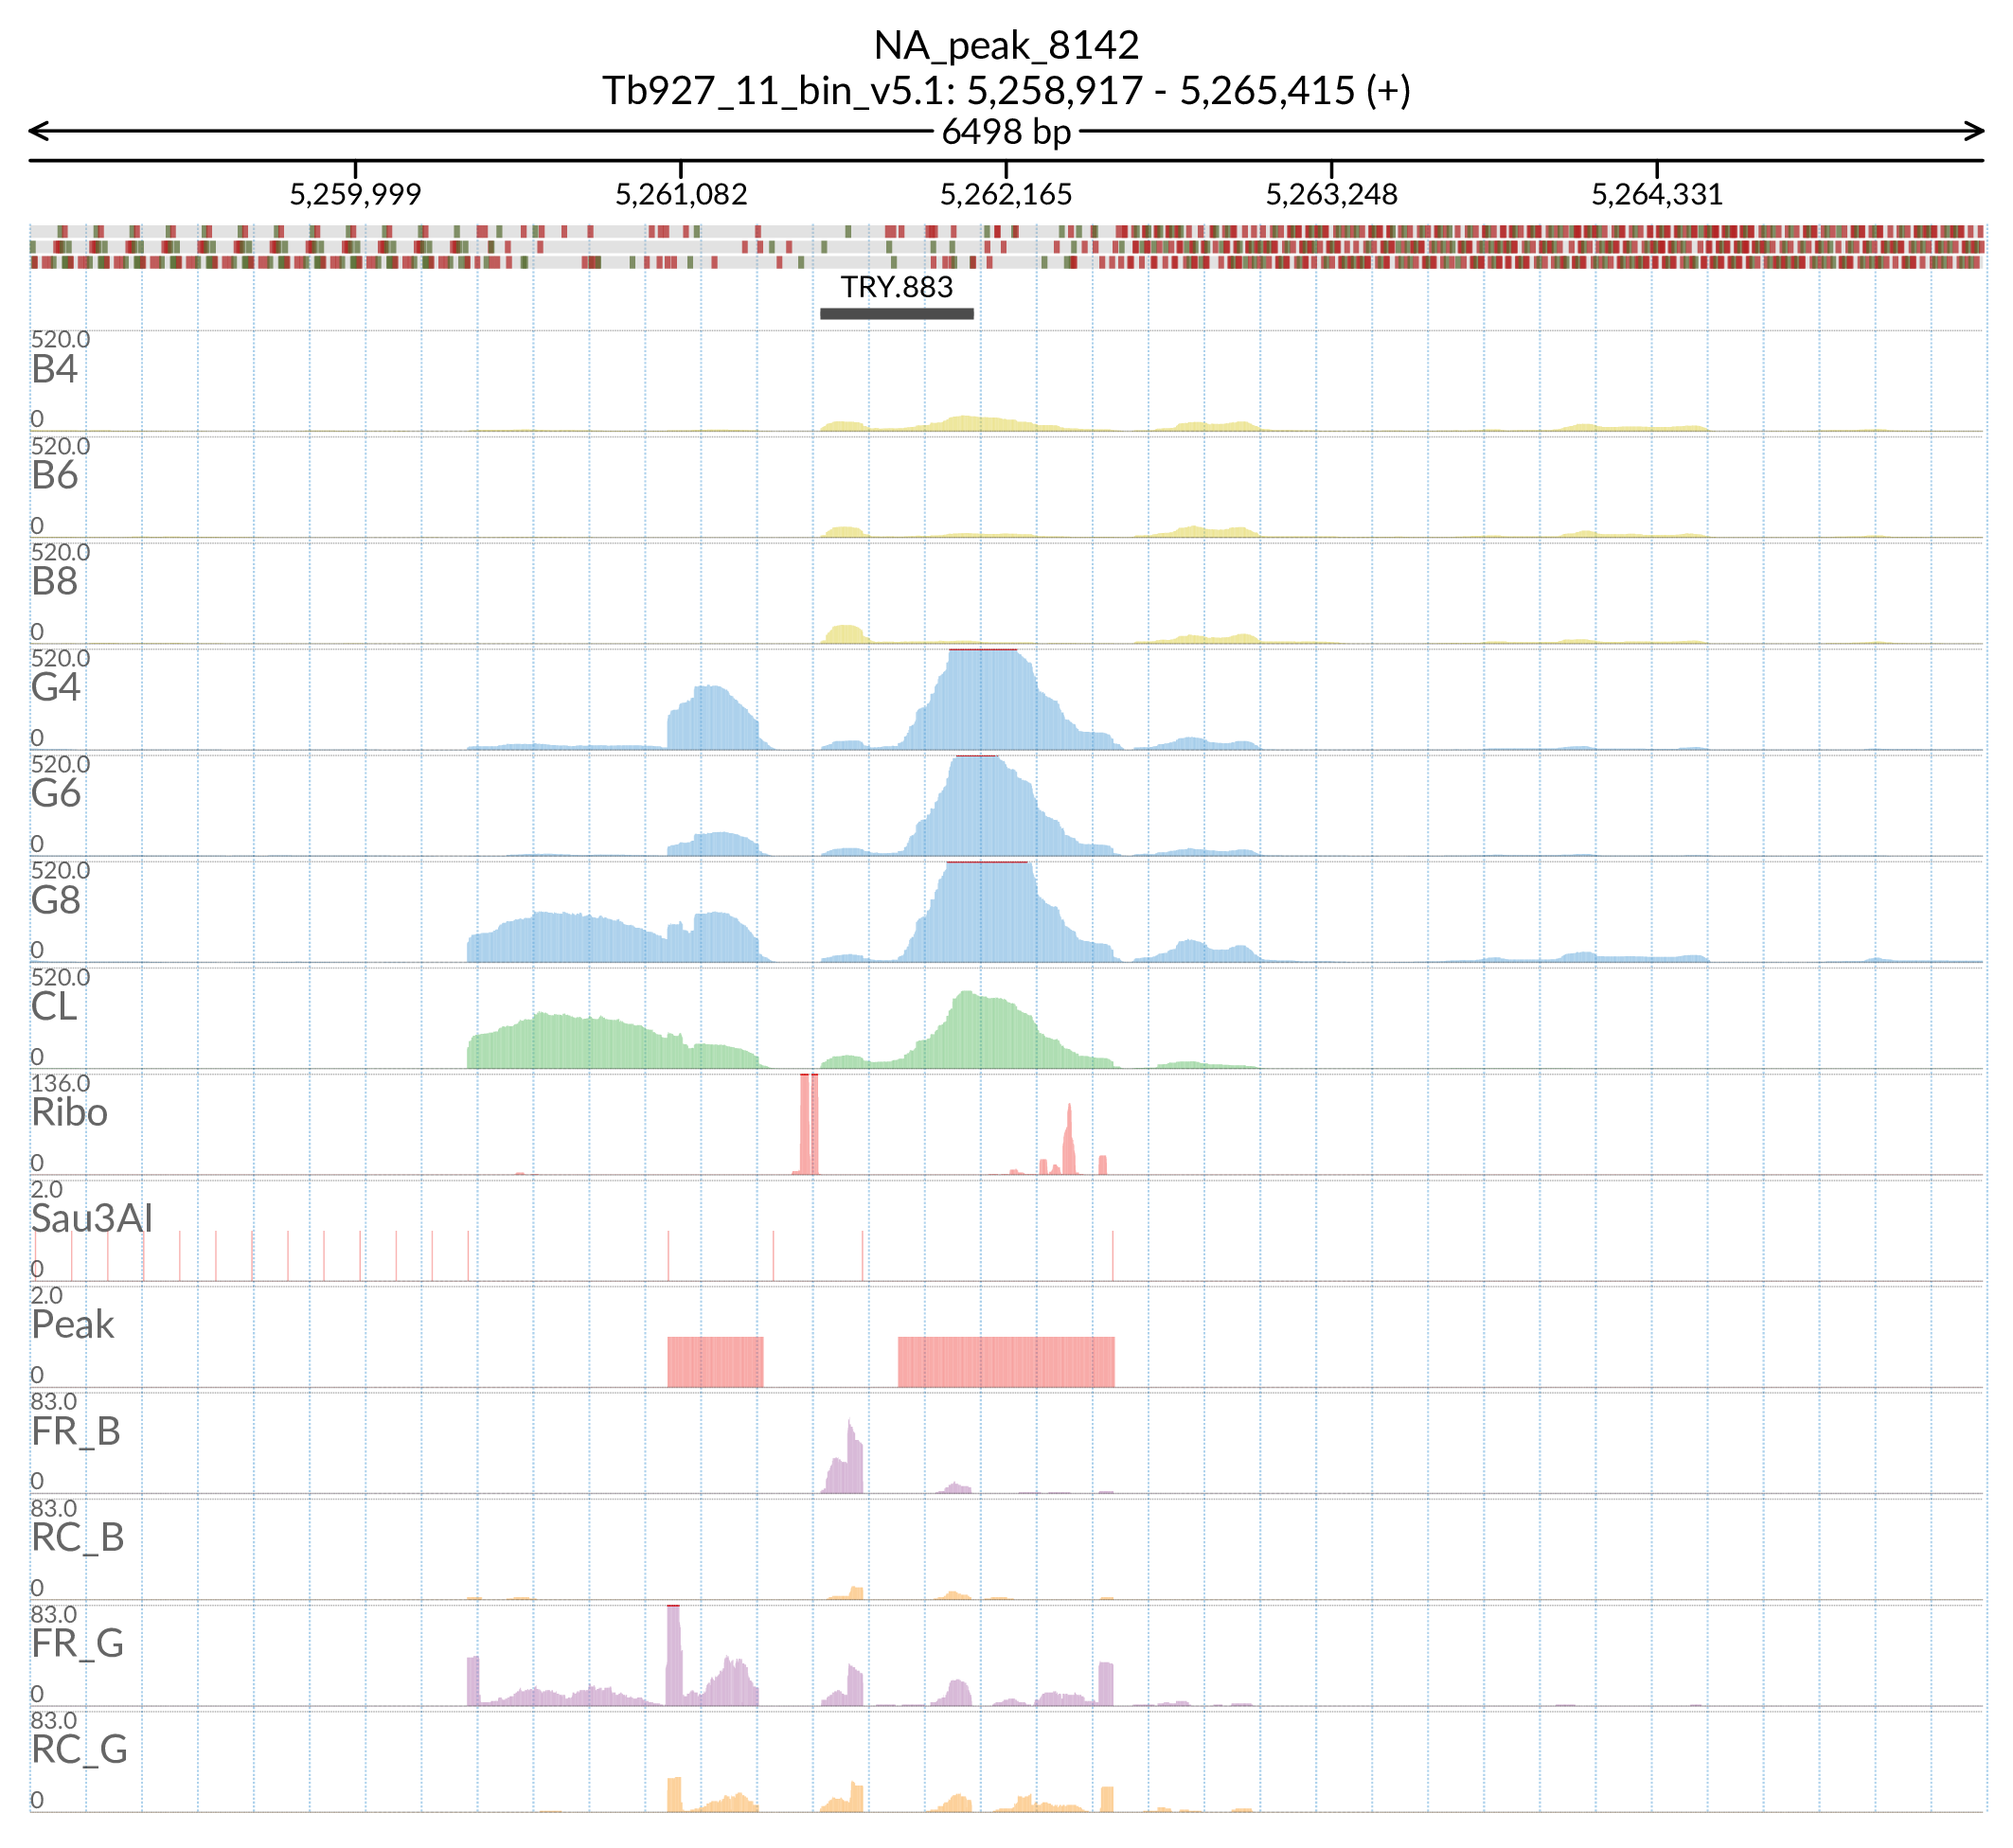 NA_peak_8142
Tb927_11_bin_v5.1: 5,258,917 - 5,265,415 (+)
6498 bp
5,259,999 5,261,082 5,262,165 5,263,248 5,264,331
TRY.883
520.0
B4
0
520.0
B6
0
520.0
B8
0
520.0
G4
0
520.0
G6
0
520.0
G8
0
520.0
CL
0
136.0
Ribo
0
2.0
Sau3AI
0
2.0
Peak
0
83.0
FR_B
0
83.0
RC_B
0
83.0
FR_G
0
83.0
RC_G
0